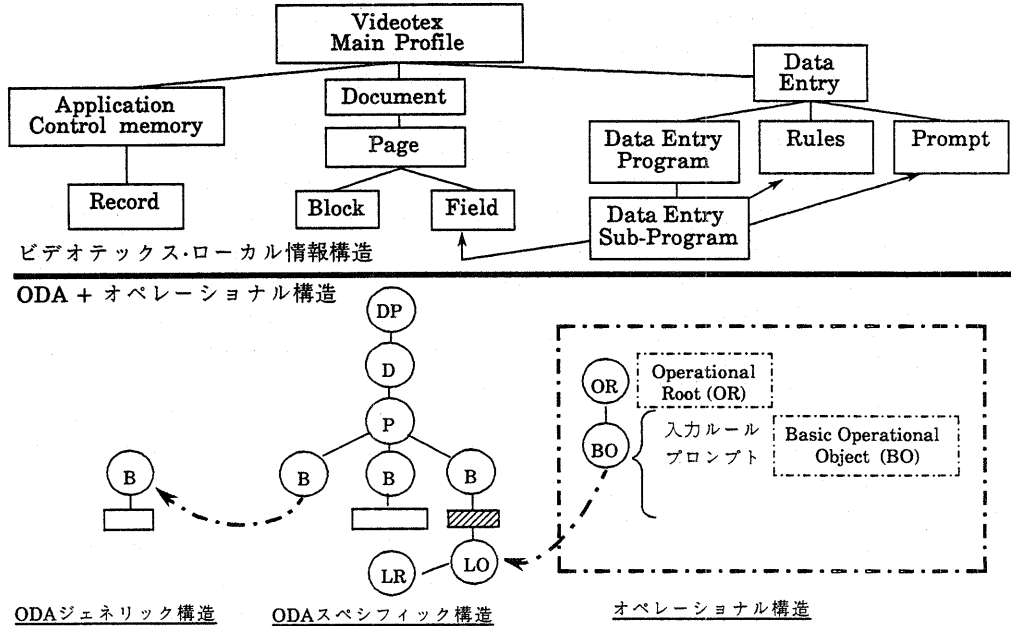 Videotex
Main Profile
Data
Entry
Application
Control memory
Document
Data Entry
Program
Rules
Prompt
Page
Record
Block
Field
Data Entry
Sub-Program
ビデオテックス・ローカル情報構造
ODA + オペレーショナル構造
DP
D
P
OR
Operational
Root (OR)
BO
入力ルール
プロンプト
Basic Operational
Object (BO)
B
B
B
B
LR
LO
ODAジェネリック構造
ODAスペシフィック構造
オペレーショナル構造